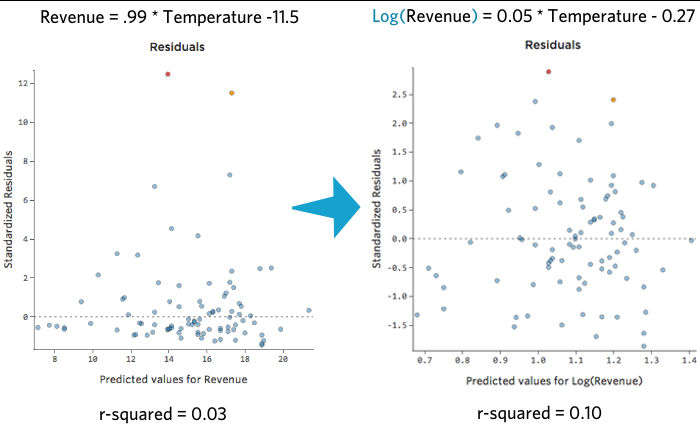 Revenue = .99 * Temperature -11.5
Residuals
Standardized Residuals
12
10
8
6
4
2
0
8 10 12 14 16 18 20
Predicted values for Revenue
r-squared = 0.03
Log(Revenue) = 0.05 * Temperature - 0.27
Residuals
Standardized Residuals
2.5
2.0
1.5
1.0
0.5
0.0
-0.5
-1.0
-1.5
0.7 0.8 0.9 1.0 1.1 1.2 1.3 1.4
Predicted values for Log(Revenue)
r-squared = 0.10